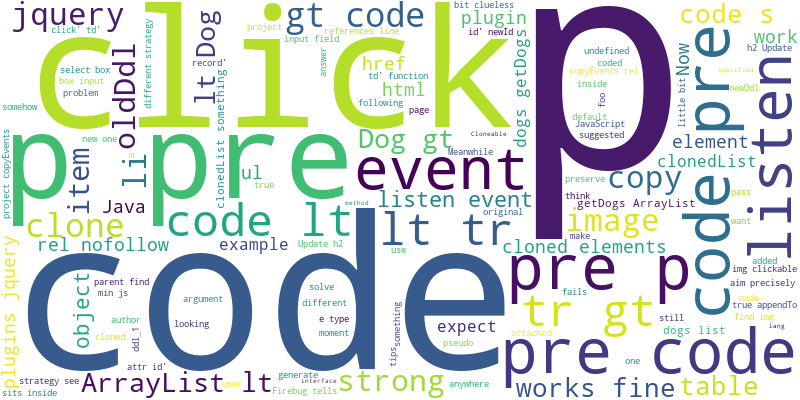 jquery
click
p
click' td'
bit clueless
project
references line
gt code
plugin
code s
input field
id' newId
work
different strategy
answer
undefined
h2 Update
coded
select box
record'
href
td' function
copyEvents rel
specified
box input
lt Dog
html
inside
problem
following
dogs getDogs
Now
little bit
newDdl
somehow
oldDdl
page
foo
default
clonedList something
JavaScript
suggested
p
pre
new one
Dog gt
Cloneable
pre
listen
element
Meanwhile
clonedList
li
ul
event
think
preserve
pass
item
true
copy
project copyEvents
Java
listen event
getDogs ArrayList
want
clone
code lt
method
original
image
code
added
lt tr
make
rel nofollow
example
Update h2
use
cloned elements
img clickable
parent find
solve
pre p
fails
aim precisely
min js
object
argument
different
made
true appendTo
plugins jquery
code
e type
tr gt
still
find img
author
looking
moment
expect
attached
dogs list
lang
cloned
ddl_1
something
pseudo
pre code
one
tips
attr id'
strategy see
ArrayList lt
user
generate
interface
strong
anywhere
works fine
table
sits inside
Firebug tells